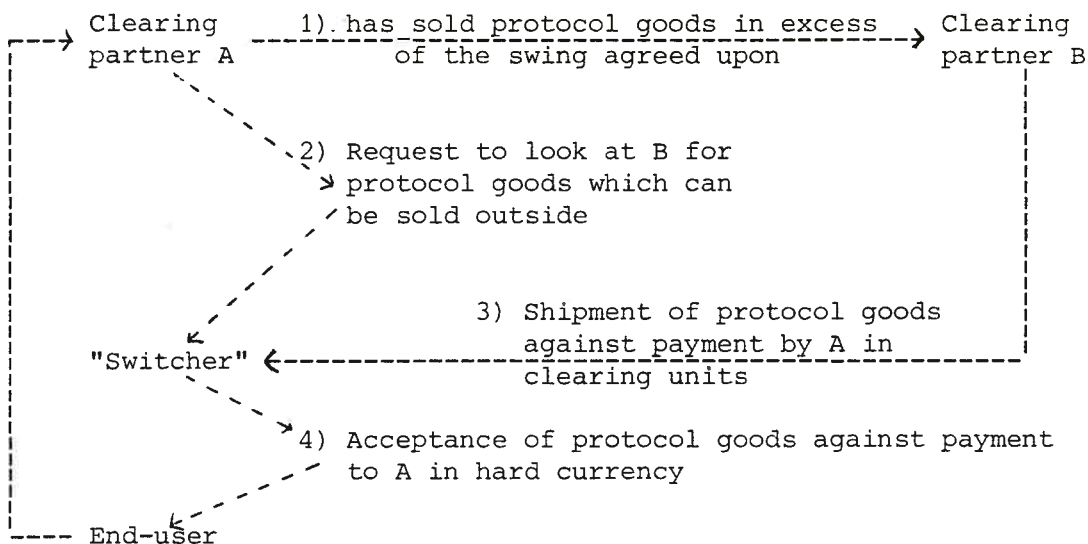 Clearing partner A
1). has sold protocol goods in excess
of the swing agreed upon
Clearing
partner B
2) Request to look at B for
protocol goods which can
be sold outside
3) Shipment of protocol goods
against payment by A in
clearing units
"Switcher"
4) Acceptance of protocol goods against payment
to A in hard currency
End-user